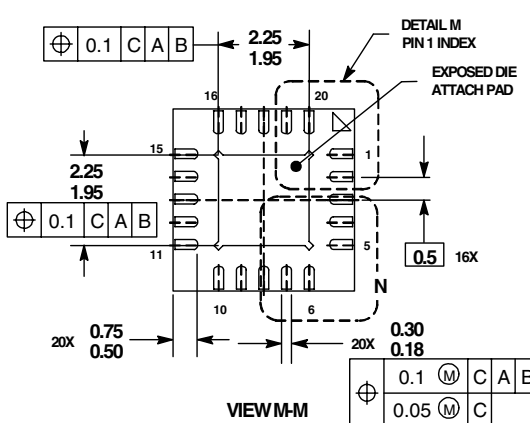 ⌖ 0.1 C A B
2.25
1.95
DETAIL M
PIN 1 INDEX
EXPOSED DIE
ATTACH PAD
16
20
15
1
2.25
1.95
⌖ 0.1 C A B
11
5
0.5 16X
N
10
6
20X 0.75
0.50
20X 0.30
0.18
⌖ 0.1 Ⓜ C A B
0.05 Ⓜ C
VIEW M-M